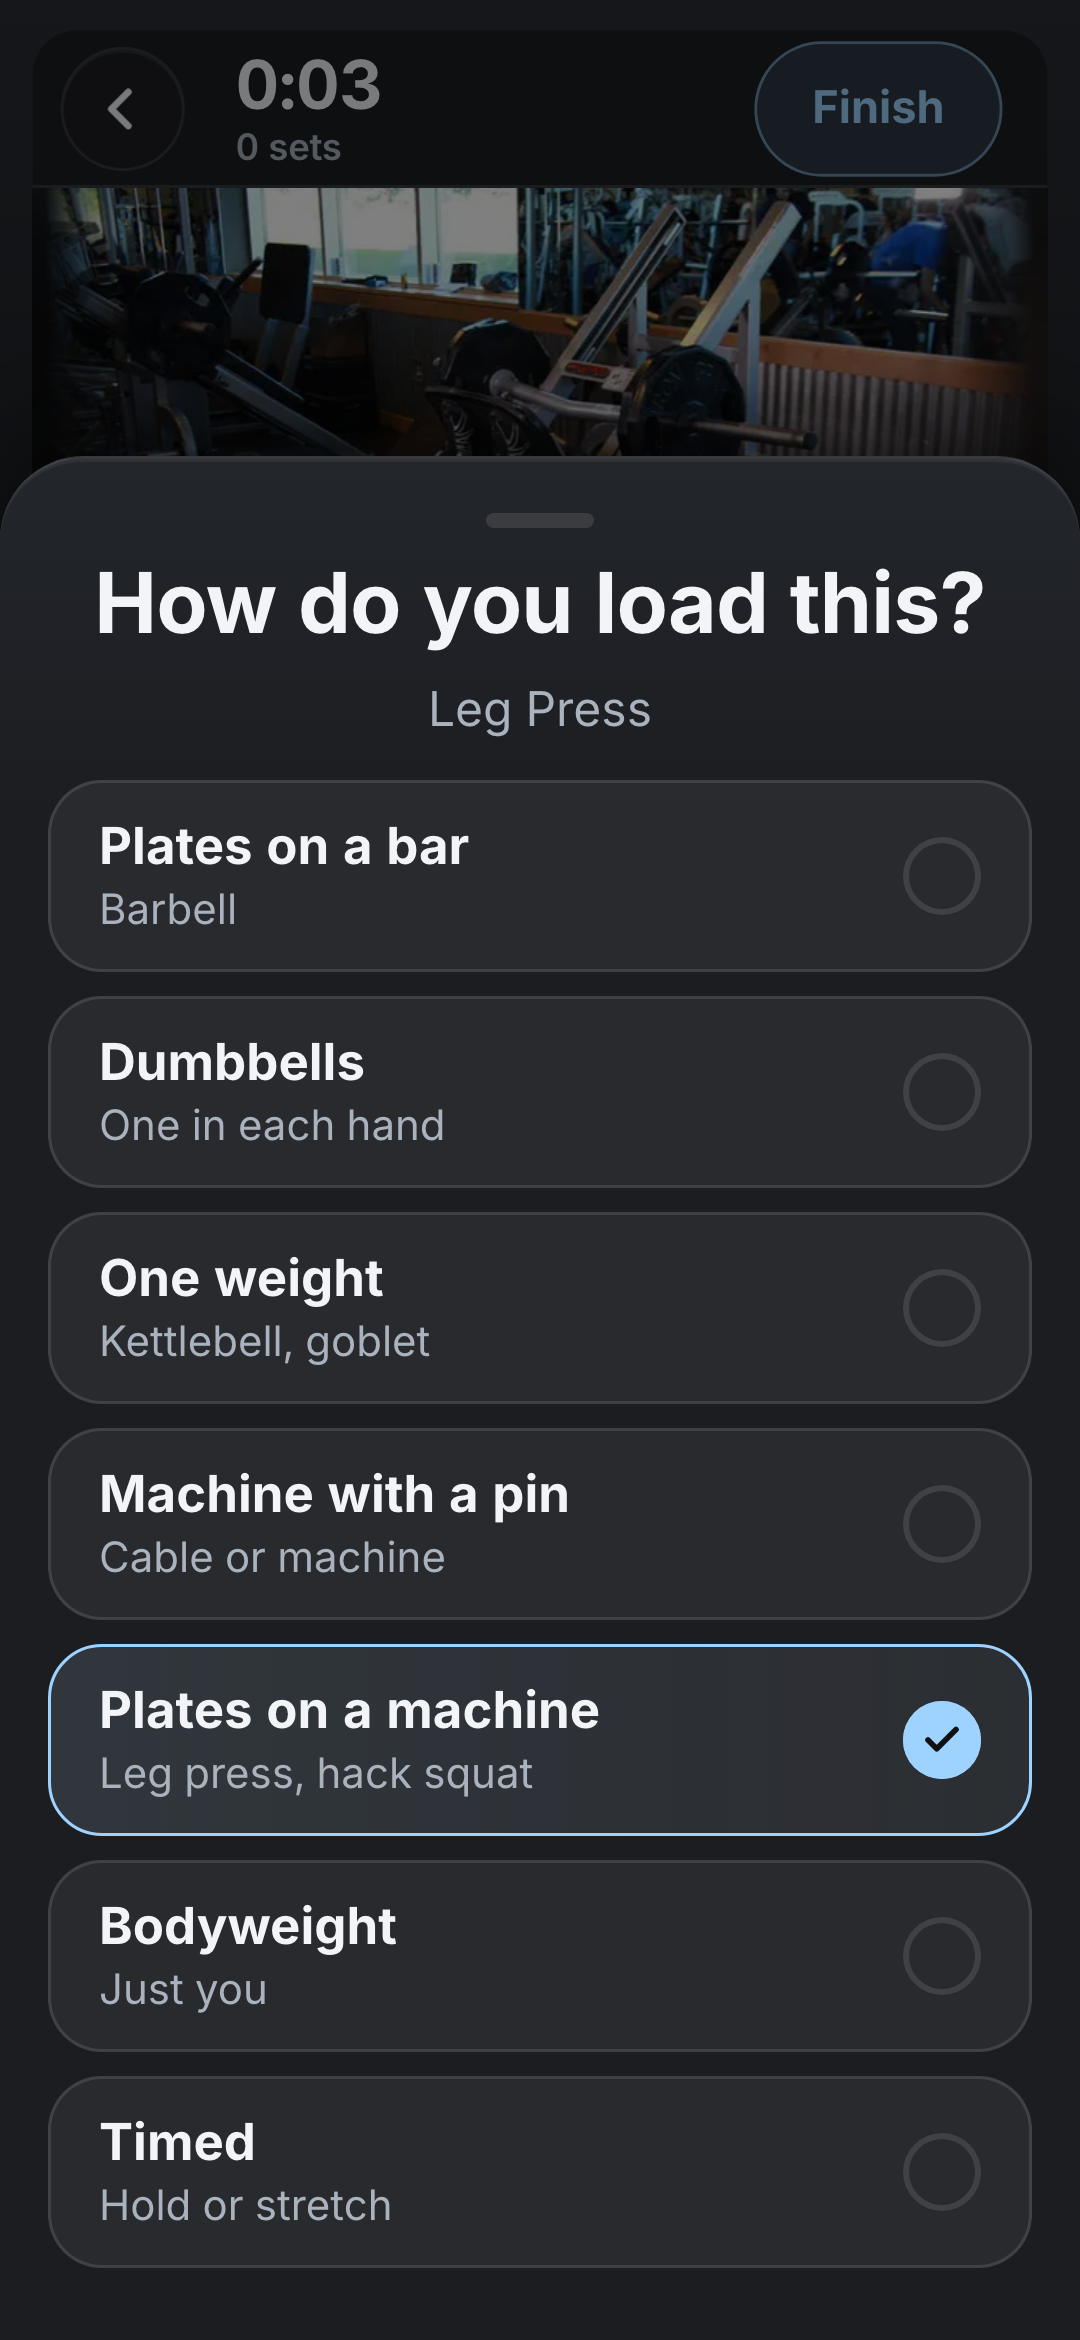 0:03
0 sets
Finish
How do you load this?
Leg Press
Plates on a bar
Barbell
Dumbbells
One in each hand
One weight
Kettlebell, goblet
Machine with a pin
Cable or machine
Plates on a machine
Leg press, hack squat
Bodyweight
Just you
Timed
Hold or stretch